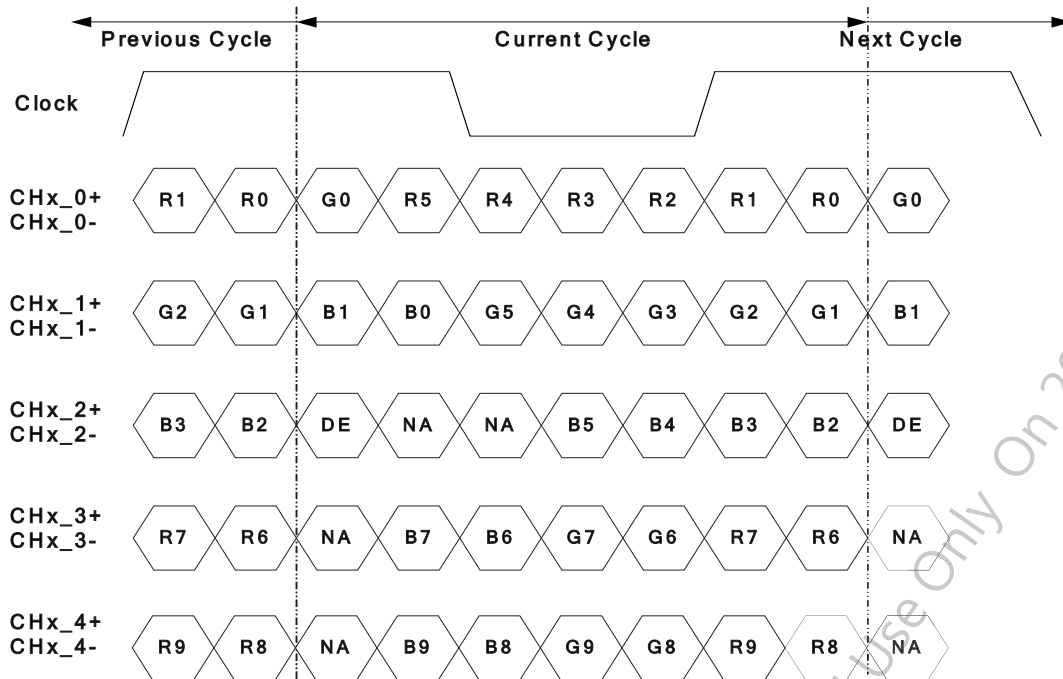 Previous Cycle Current Cycle Next Cycle
Clock
CHx_0+
CHx_0-
R1 R0 G0 R5 R4 R3 R2 R1 R0 G0
CHx_1+
CHx_1-
G2 G1 B1 B0 G5 G4 G3 G2 G1 B1
CHx_2+
CHx_2-
B3 B2 DE NA NA B5 B4 B3 B2 DE
CHx_3+
CHx_3-
R7 R6 NA B7 B6 G7 G6 R7 R6 NA
CHx_4+
CHx_4-
R9 R8 NA B9 B8 G9 G8 R9 R8 NA
Use Only On